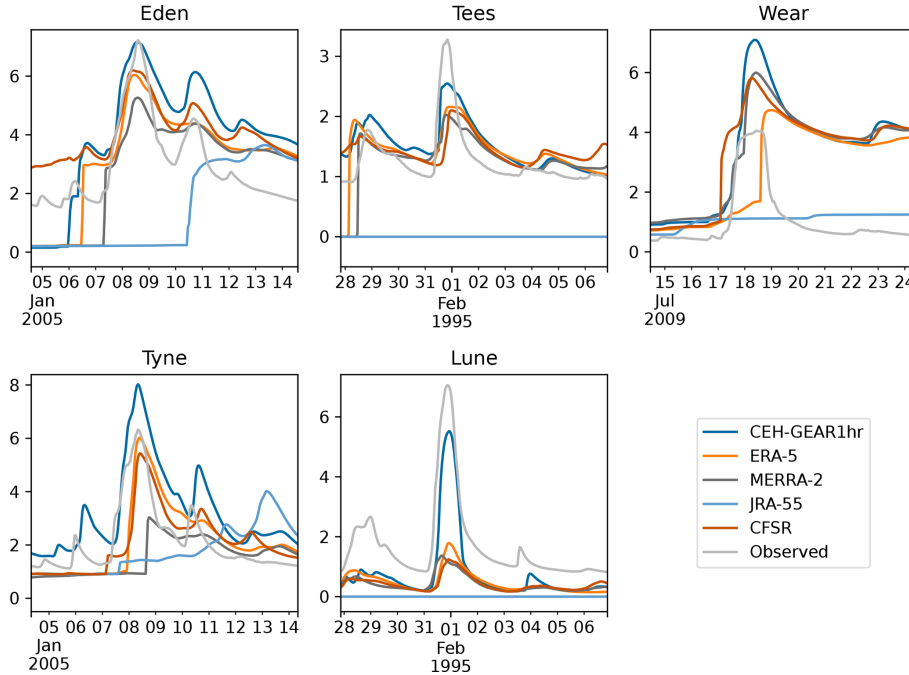 Eden
Tees
Wear
6
4
2
0
3
2
1
0
6
4
2
0
05 06 07 08 09 10 11 12 13 14
Jan
2005
28 29 30 31 01 02 03 04 05 06
Feb
1995
15 16 17 18 19 20 21 22 23 24
Jul
2009
Tyne
Lune
8
6
4
2
0
6
4
2
0
05 06 07 08 09 10 11 12 13 14
Jan
2005
28 29 30 31 01 02 03 04 05 06
Feb
1995
CEH-GEAR1hr
ERA-5
MERRA-2
JRA-55
CFSR
Observed